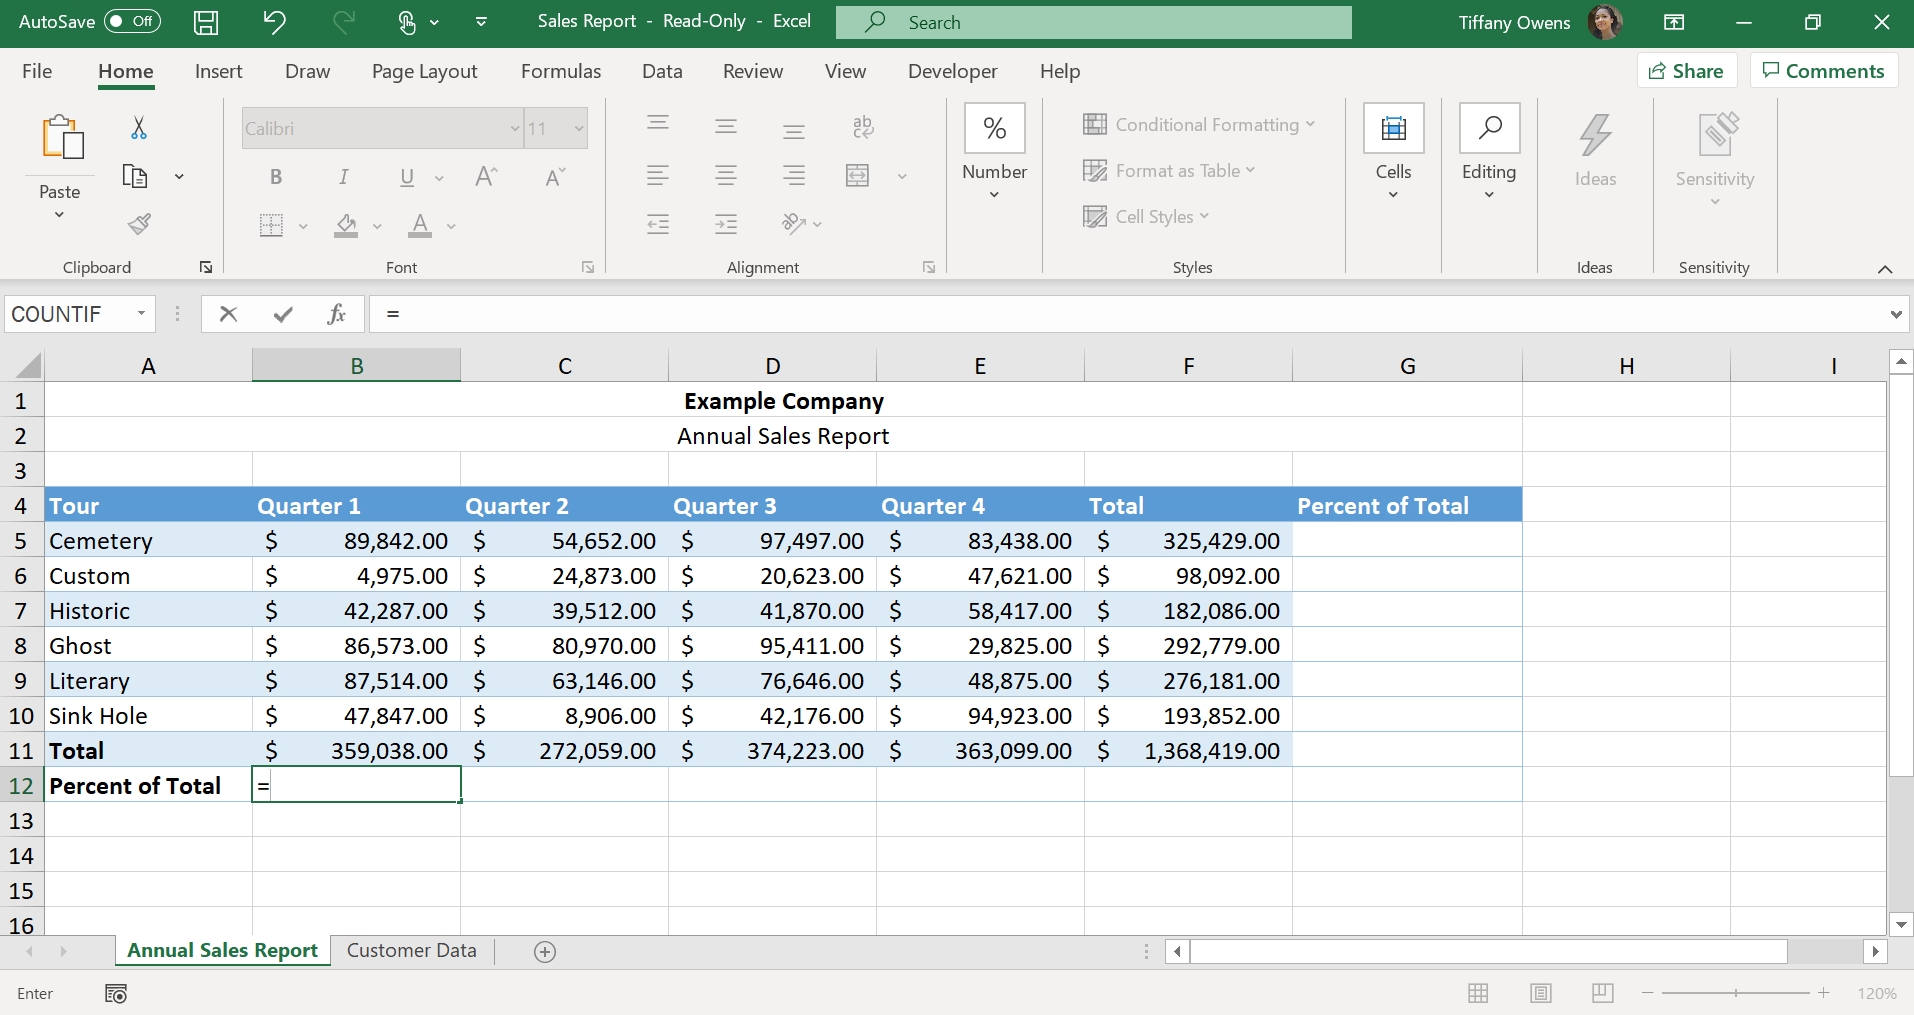 AutoSave Off Sales Report - Read-Only - Excel Search Tiffany Owens
File Home Insert Draw Page Layout Formulas Data Review View Developer Help Share Comments
Paste
Calibri 11
B I U A A
A
ab
c
% Number
Conditional Formatting
Format as Table
Cell Styles
Cells
Editing
Ideas
Sensitivity
Clipboard Font Alignment Styles Ideas Sensitivity
COUNTIF fx =
A B C D E F G H I
1 Example Company
2 Annual Sales Report
3
4 Tour Quarter 1 Quarter 2 Quarter 3 Quarter 4 Total Percent of Total
5 Cemetery $ 89,842.00 $ 54,652.00 $ 97,497.00 $ 83,438.00 $ 325,429.00
6 Custom $ 4,975.00 $ 24,873.00 $ 20,623.00 $ 47,621.00 $ 98,092.00
7 Historic $ 42,287.00 $ 39,512.00 $ 41,870.00 $ 58,417.00 $ 182,086.00
8 Ghost $ 86,573.00 $ 80,970.00 $ 95,411.00 $ 29,825.00 $ 292,779.00
9 Literary $ 87,514.00 $ 63,146.00 $ 76,646.00 $ 48,875.00 $ 276,181.00
10 Sink Hole $ 47,847.00 $ 8,906.00 $ 42,176.00 $ 94,923.00 $ 193,852.00
11 Total $ 359,038.00 $ 272,059.00 $ 374,223.00 $ 363,099.00 $ 1,368,419.00
12 Percent of Total =
13
14
15
16
Annual Sales Report Customer Data
Enter 120%